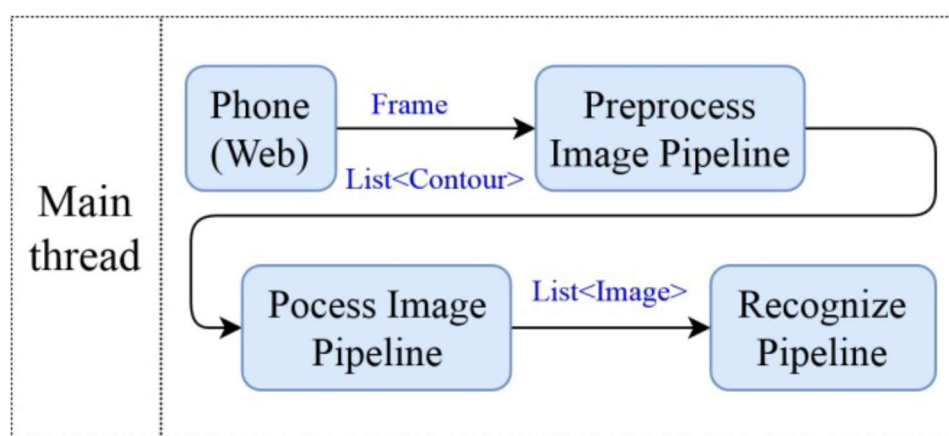 Main
thread
Phone
(Web)
Frame
Preprocess
Image Pipeline
List<Contour>
Pocess Image
Pipeline
List<Image>
Recognize
Pipeline